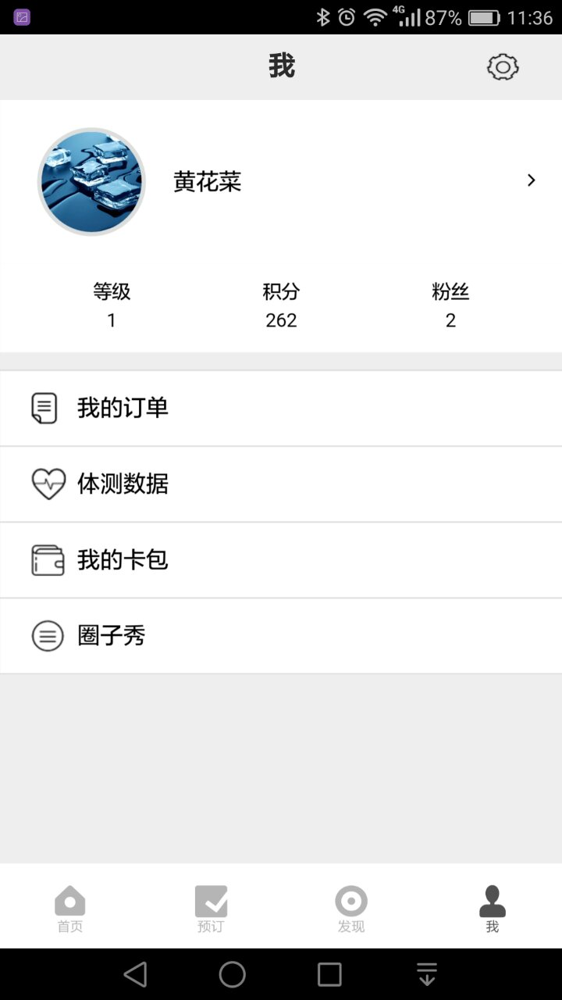 4G 87% 11:36
我
黄花菜
等级 积分 粉丝
1 262 2
我的订单
体测数据
我的卡包
圈子秀
首页 预订 发现 我